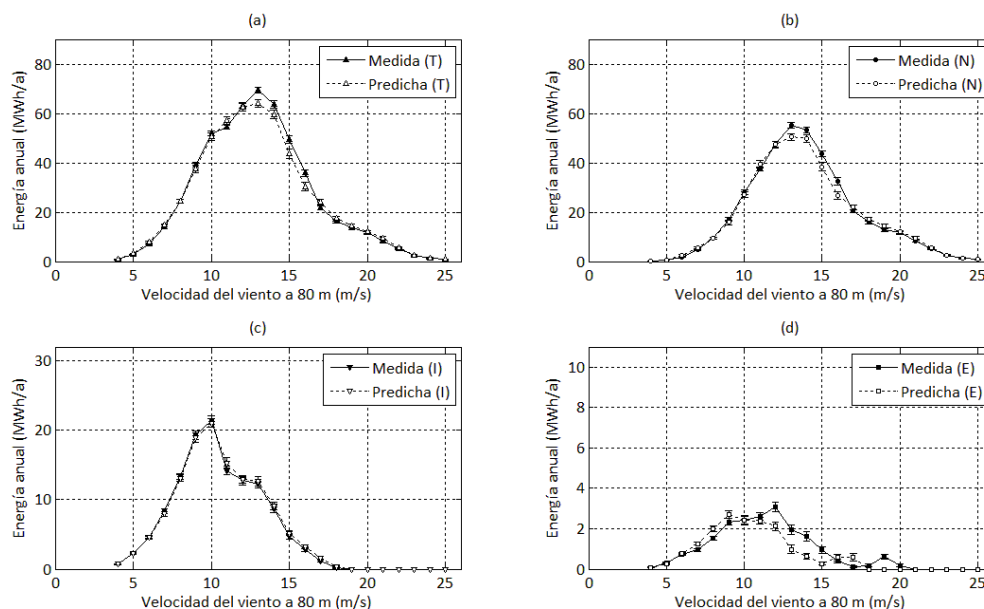 (a)
Energía anual (MWh/a)
80
60
40
20
0
Medida (T)
Predicha (T)
0 5 10 15 20 25
Velocidad del viento a 80 m (m/s)
(b)
Energía anual (MWh/a)
80
60
40
20
0
Medida (N)
Predicha (N)
0 5 10 15 20 25
Velocidad del viento a 80 m (m/s)
(c)
Energía anual (MWh/a)
30
20
10
0
Medida (I)
Predicha (I)
0 5 10 15 20 25
Velocidad del viento a 80 m (m/s)
(d)
Energía anual (MWh/a)
10
8
6
4
2
0
Medida (E)
Predicha (E)
0 5 10 15 20 25
Velocidad del viento a 80 m (m/s)